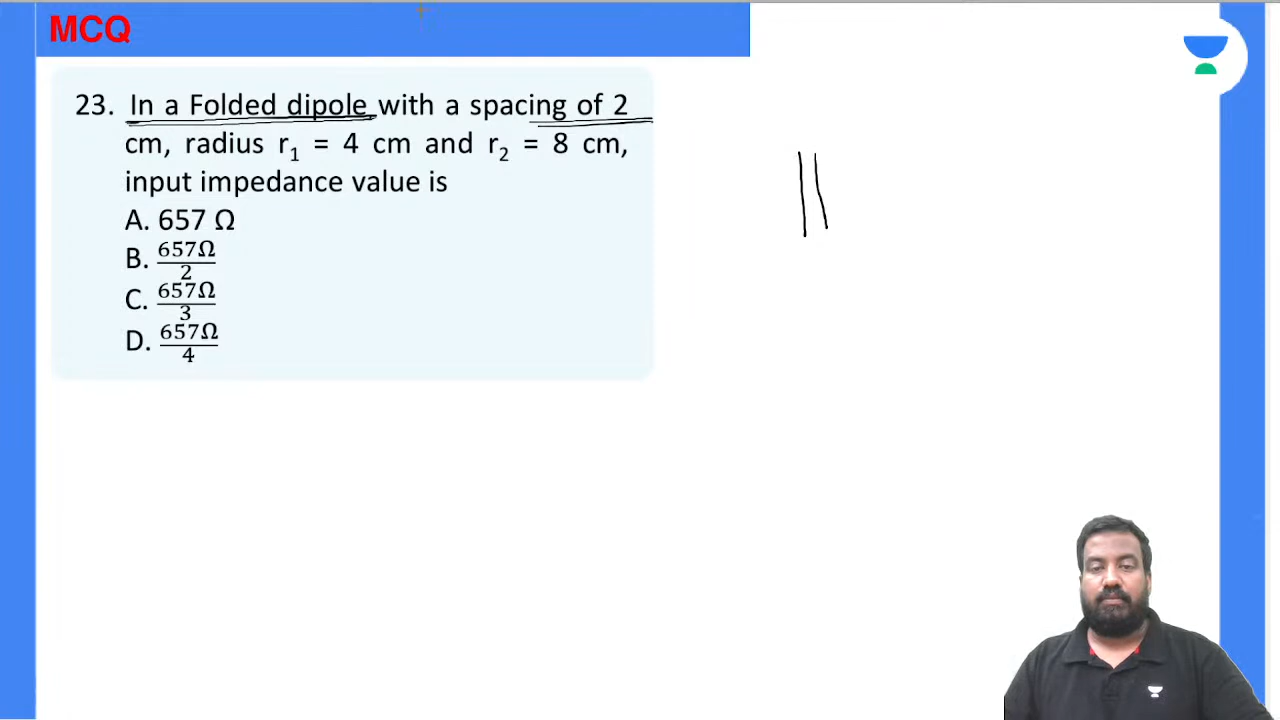 MCQ
23. In a Folded dipole with a spacing of 2
cm, radius r₁ = 4 cm and r₂ = 8 cm,
input impedance value is
A. 657 Ω
B. 657Ω/2
C. 657Ω/3
D. 657Ω/4